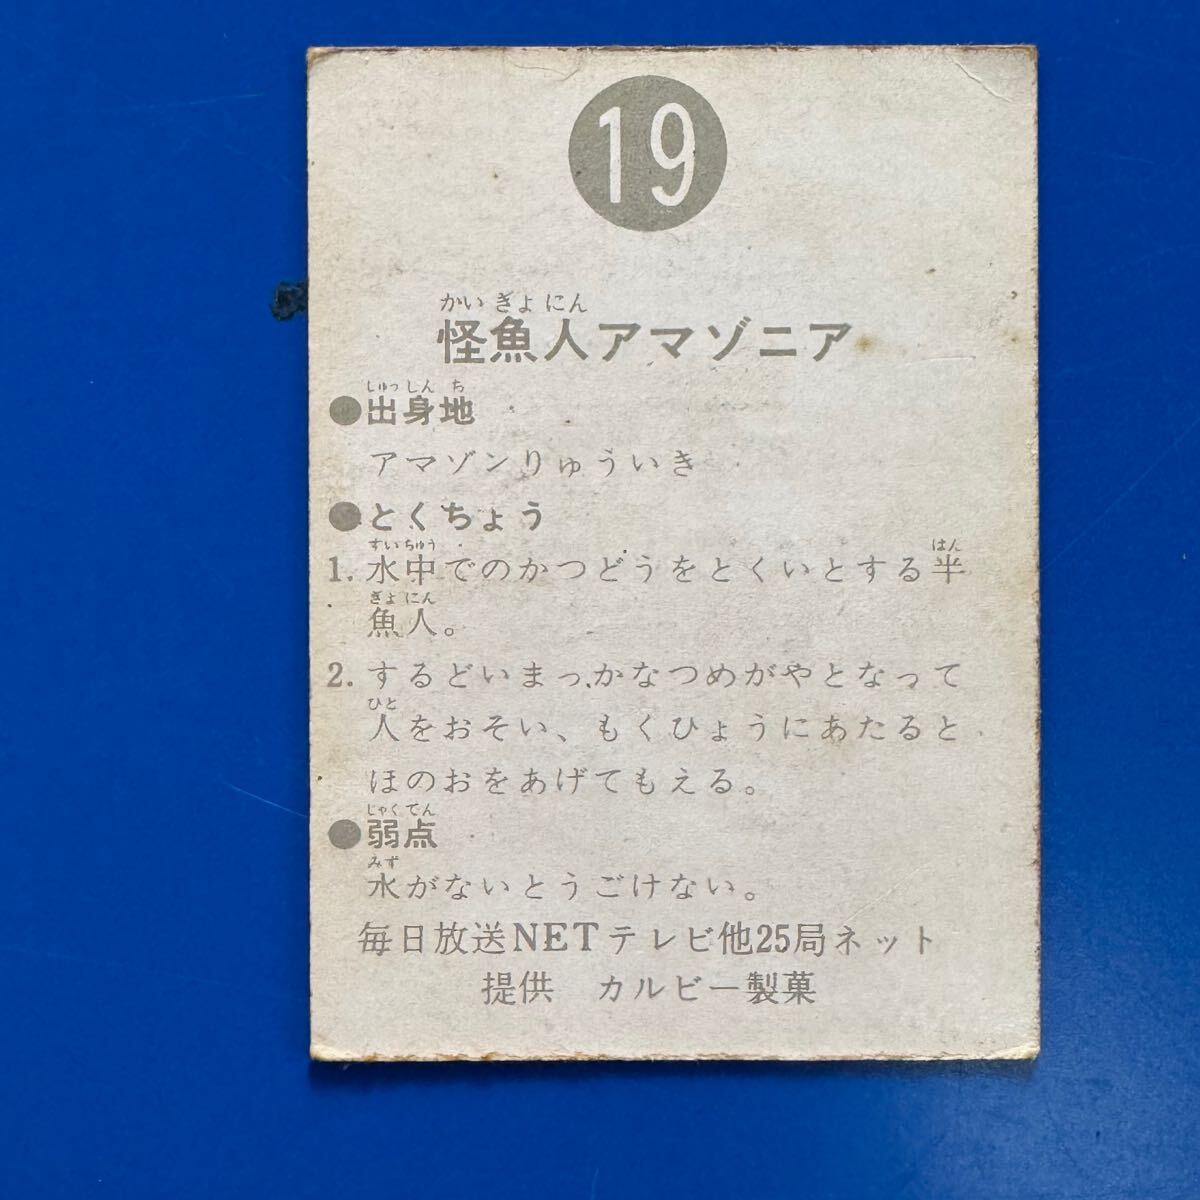 19
かいぎょにん
怪魚人アマゾニア
しゅっしんち
●出身地
アマゾンりゅういき
●とくちょう
すいちゅう はん
1. 水中でのかつどうをとくいとする半
ぎょにん
魚人。
2. するどいまっかなつめがやとなって
ひと
人をおそい、もくひょうにあたると
ほのおをあげてもえる。
じゃくてん
●弱点
みず
水がないとうごけない。
毎日放送NETテレビ他25局ネット
提供 カルビー製菓